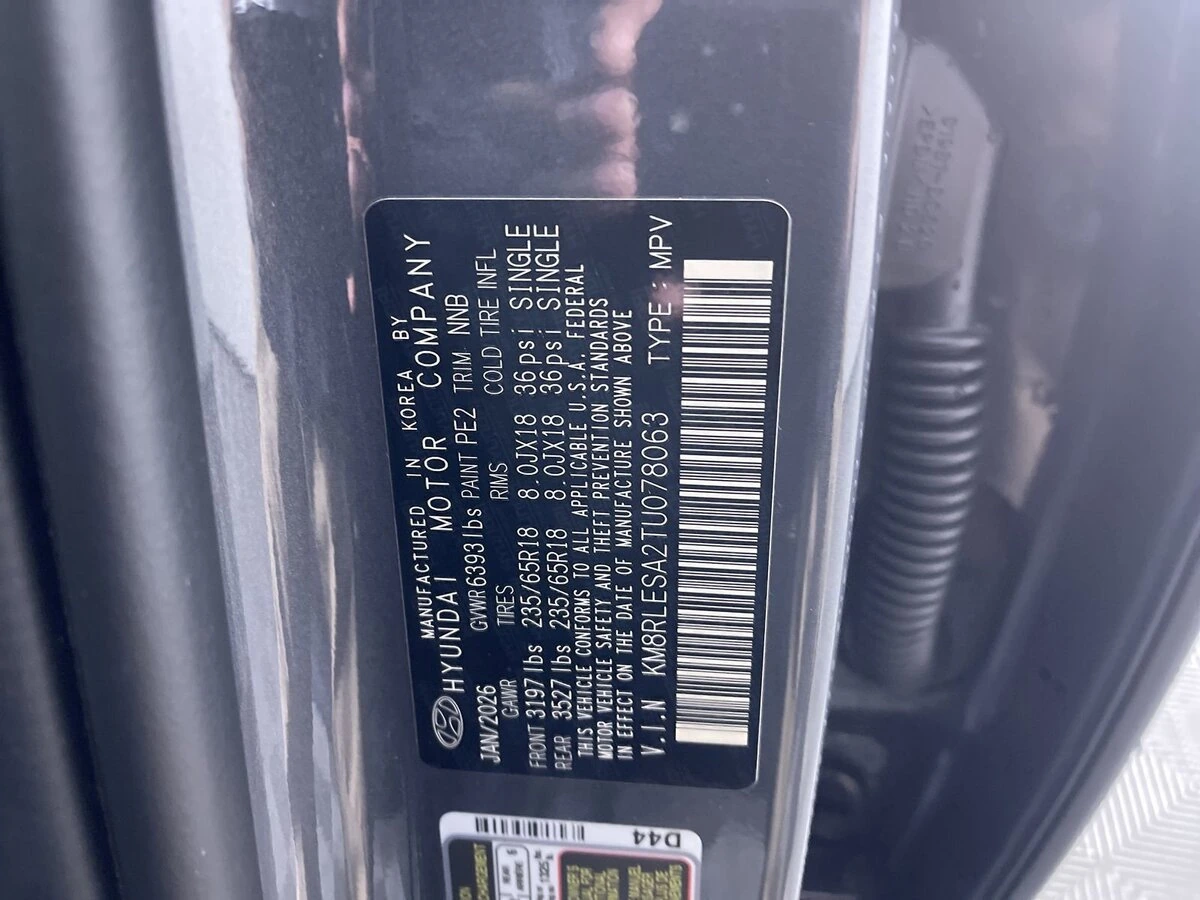 MANUFACTURED IN KOREA BY
HYUNDAI MOTOR COMPANY
JAN/2026 GVWR 6393 lbs PAINT PE2 TRIM NNB
GAWR TIRES RIMS COLD TIRE INFL
FRONT 3197 lbs 235/65R18 8.0JX18 36psi SINGLE
REAR 3527 lbs 235/65R18 8.0JX18 36psi SINGLE
THIS VEHICLE CONFORMS TO ALL APPLICABLE U.S.A. FEDERAL
MOTOR VEHICLE SAFETY AND THEFT PREVENTION STANDARDS
IN EFFECT ON THE DATE OF MANUFACTURE SHOWN ABOVE
V.I.N KM8RLESA2TU078063 TYPE : MPV
D44